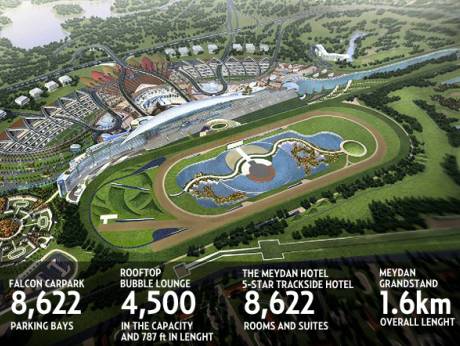 FALCON CARPARK
8,622
PARKING BAYS
ROOFTOP
BUBBLE LOUNGE
4,500
IN THE CAPACITY
AND 787 ft IN LENGHT
THE MEYDAN HOTEL
5-STAR TRACKSIDE HOTEL
8,622
ROOMS AND SUITES
MEYDAN
GRANDSTAND
1.6km
OVERALL LENGHT